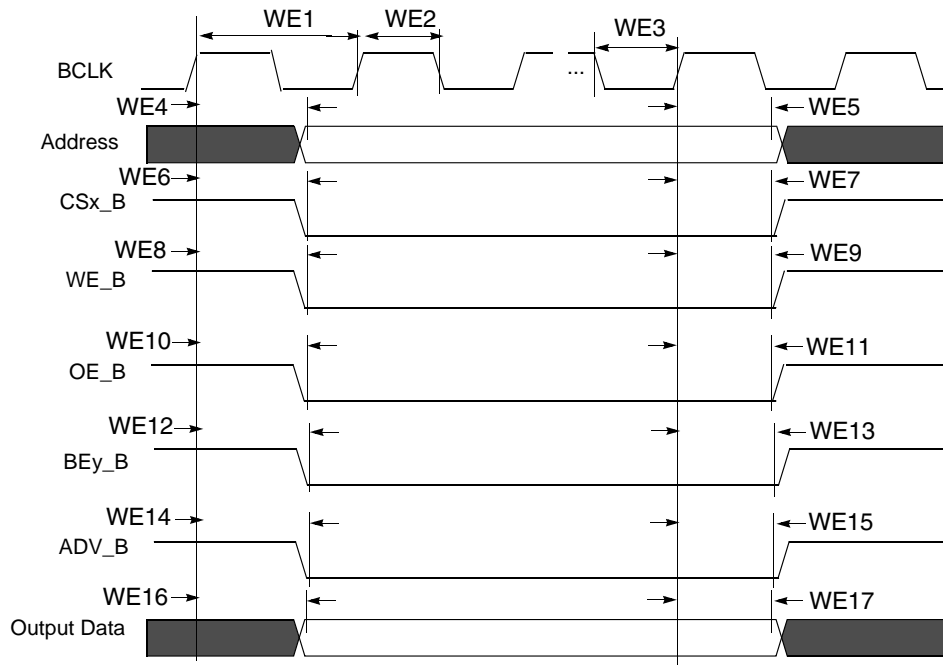 WE1
WE2
WE3
BCLK
...
WE4
WE5
Address
WE6
WE7
CSx_B
WE8
WE9
WE_B
WE10
WE11
OE_B
WE12
WE13
BEy_B
WE14
WE15
ADV_B
WE16
WE17
Output Data